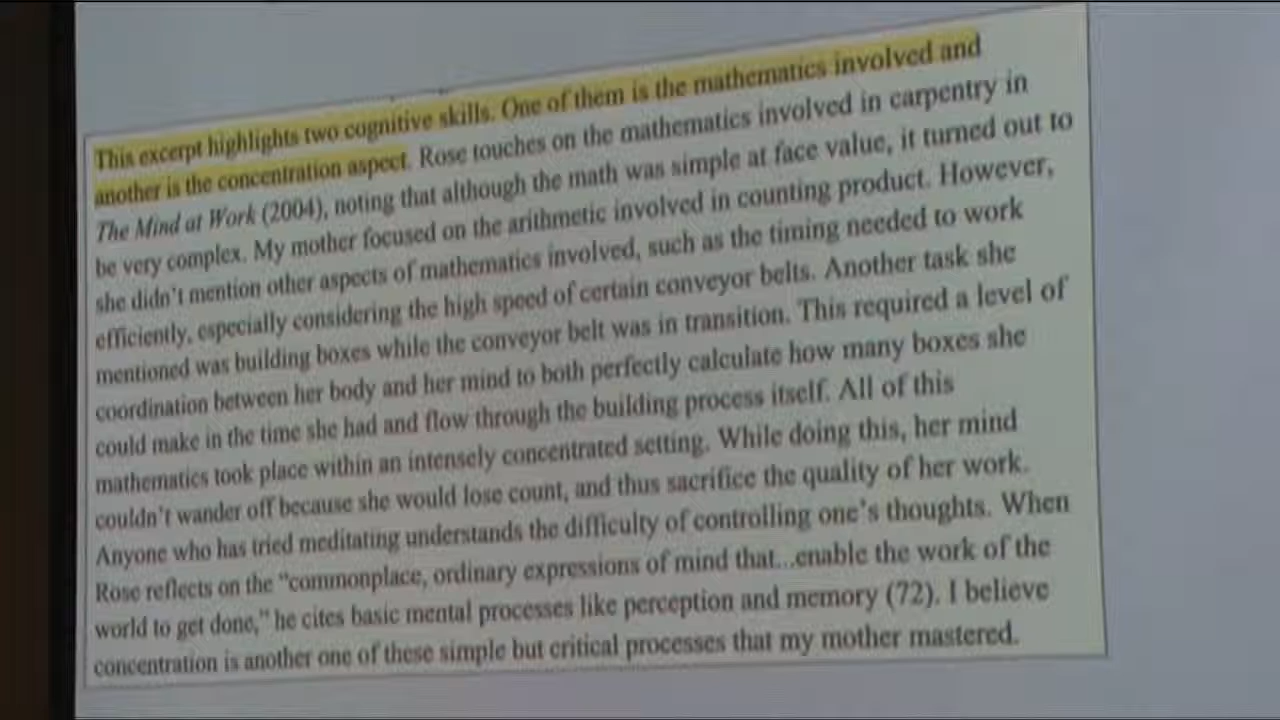 This excerpt highlights two cognitive skills. One of them is the mathematics involved and
another is the concentration aspect. Rose touches on the mathematics involved in carpentry in
The Mind at Work (2004), noting that although the math was simple at face value, it turned out to
be very complex. My mother focused on the arithmetic involved in counting product. However,
she didn't mention other aspects of mathematics involved, such as the timing needed to work
efficiently, especially considering the high speed of certain conveyor belts. Another task she
mentioned was building boxes while the conveyor belt was in transition. This required a level of
coordination between her body and her mind to both perfectly calculate how many boxes she
could make in the time she had and flow through the building process itself. All of this
mathematics took place within an intensely concentrated setting. While doing this, her mind
couldn't wander off because she would lose count, and thus sacrifice the quality of her work.
Anyone who has tried meditating understands the difficulty of controlling one's thoughts. When
Rose reflects on the "commonplace, ordinary expressions of mind that...enable the work of the
world to get done," he cites basic mental processes like perception and memory (72). I believe
concentration is another one of these simple but critical processes that my mother mastered.